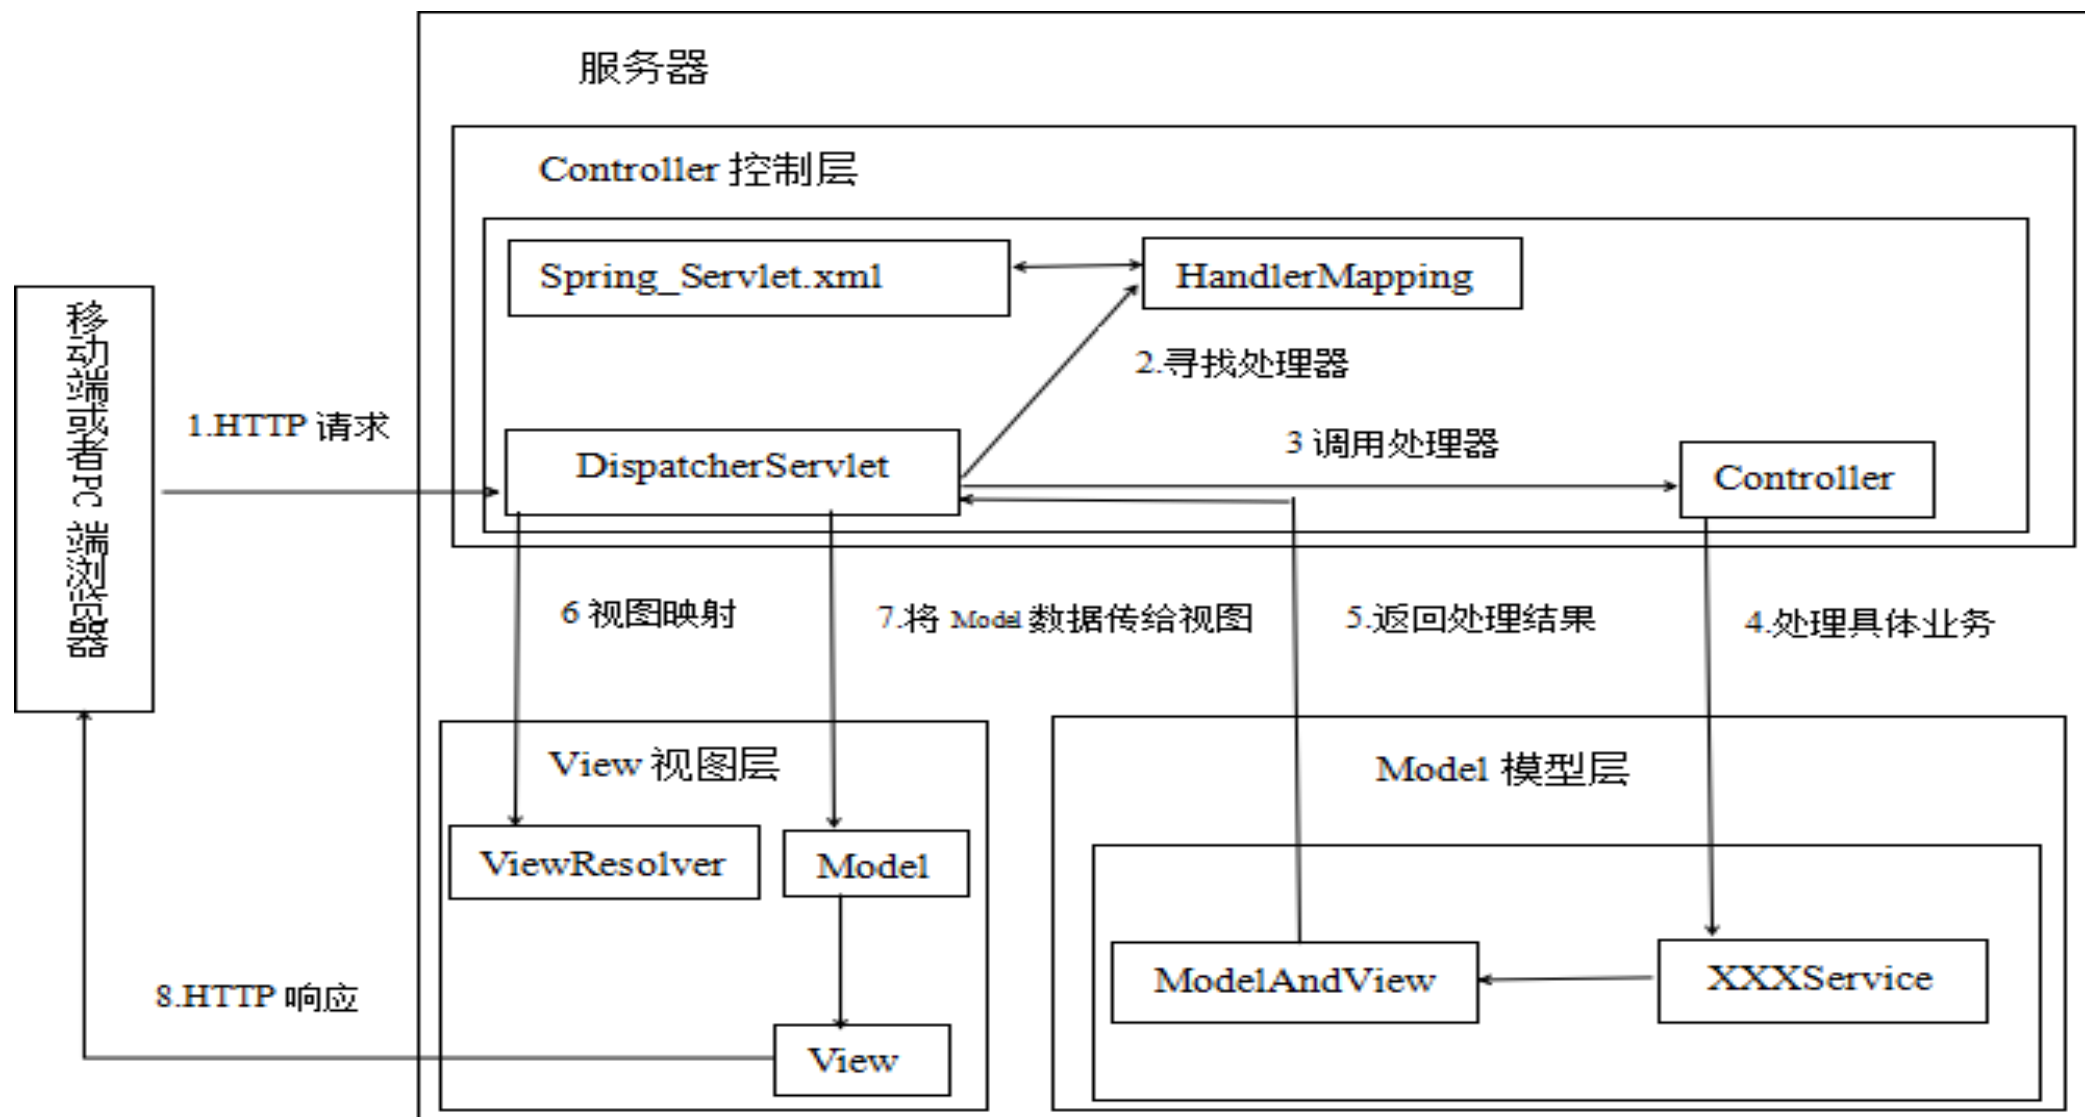 服务器
Controller 控制层
Spring_Servlet.xml
HandlerMapping
2.寻找处理器
移动端或者PC 端浏览器
1.HTTP 请求
DispatcherServlet
3 调用处理器
Controller
6 视图映射
7.将 Model 数据传给视图
5.返回处理结果
4.处理具体业务
View 视图层
Model 模型层
ViewResolver
Model
ModelAndView
XXXService
8.HTTP 响应
View